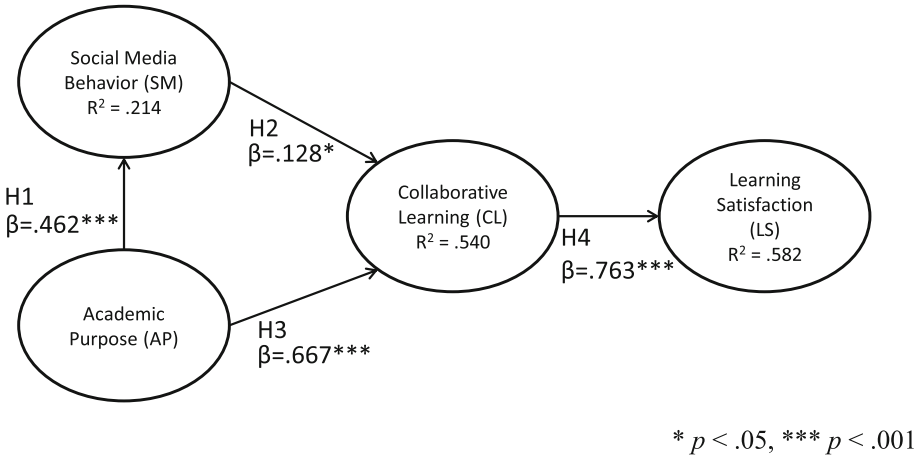 Social Media
Behavior (SM)
R² = .214
H1
β=.462***
Academic
Purpose (AP)
H2
β=.128*
H3
β=.667***
Collaborative
Learning (CL)
R² = .540
H4
β=.763***
Learning
Satisfaction
(LS)
R² = .582
* p < .05, *** p < .001